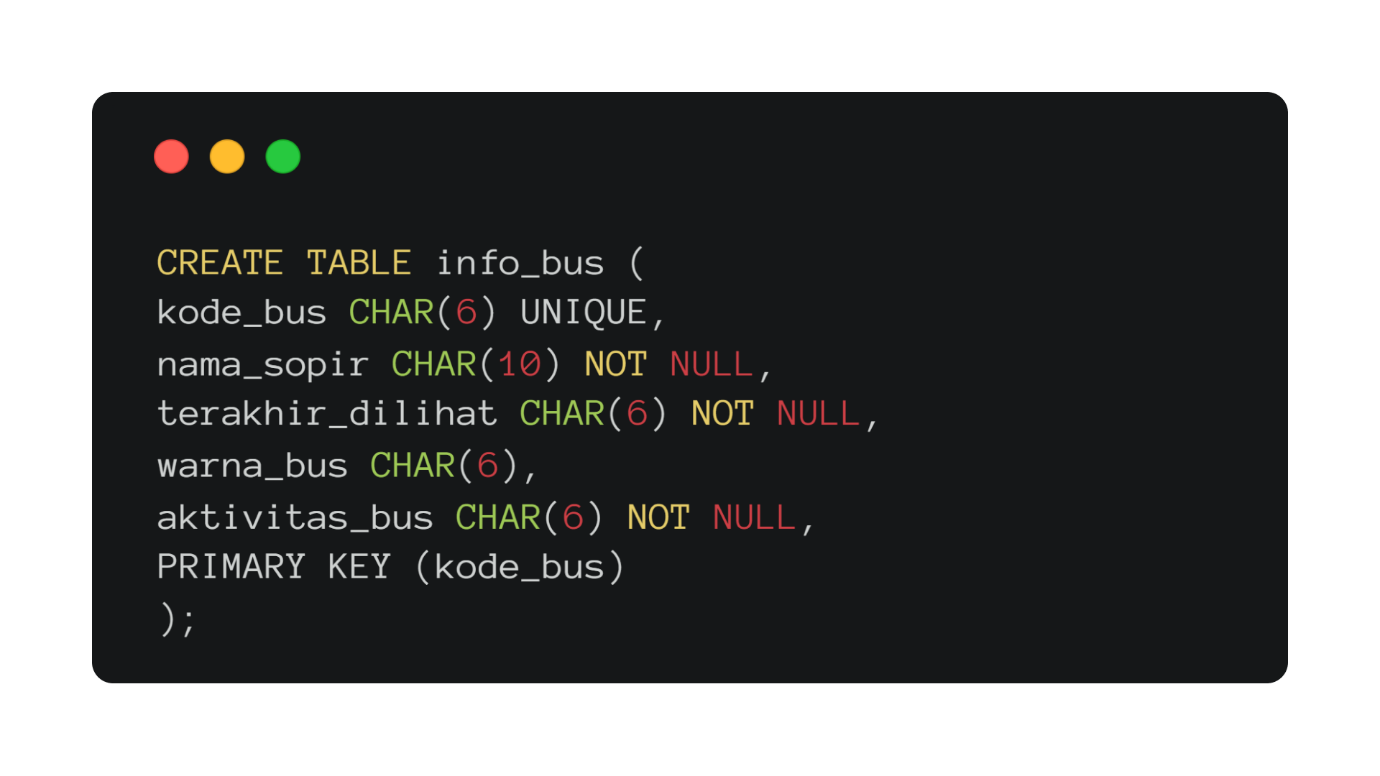 CREATE TABLE info_bus (
kode_bus CHAR(6) UNIQUE,
nama_sopir CHAR(10) NOT NULL,
terakhir_dilihat CHAR(6) NOT NULL,
warna_bus CHAR(6),
aktivitas_bus CHAR(6) NOT NULL,
PRIMARY KEY (kode_bus)
);